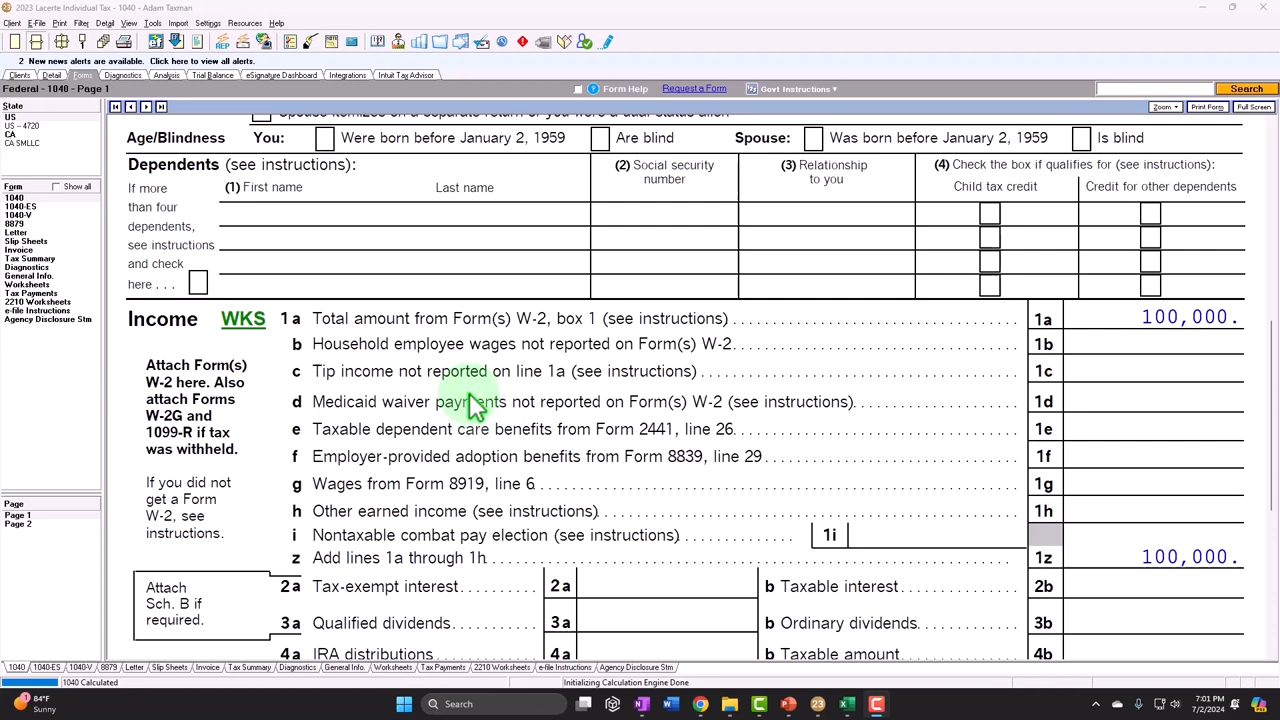 2023 Lacerte Individual Tax - 1040 - Adam Taxman
Client E-File Print Filter Detail View Tools Import Settings Resources Help
REP
2 New news alerts are available. Click here to view all alerts.
Clients Detail Forms Diagnostics Analysis Trial Balance eSignature Dashboard Integrations Intuit Tax Advisor
Federal - 1040 - Page 1 Form Help Request a Form Govt Instructions Search
State
US
US - 4720
CA
CA SMLLC
Form Show all
1040
1040-ES
1040-V
8879
Letter
Slip Sheets
Invoice
Tax Summary
Diagnostics
General Info.
Worksheets
Tax Payments
2210 Worksheets
e-file Instructions
Agency Disclosure Stm
Page
Page 1
Page 2
Zoom Print Form Full Screen
Spouse itemizes on a separate return or you were a dual-status alien
Age/Blindness You: Were born before January 2, 1959 Are blind Spouse: Was born before January 2, 1959 Is blind
Dependents (see instructions): (2) Social security number (3) Relationship to you (4) Check the box if qualifies for (see instructions):
(1) First name Last name Child tax credit Credit for other dependents
If more
than four
dependents,
see instructions
and check
here . . .
Income WKS 1a Total amount from Form(s) W-2, box 1 (see instructions) 1a 100,000.
b Household employee wages not reported on Form(s) W-2 1b
c Tip income not reported on line 1a (see instructions) 1c
d Medicaid waiver payments not reported on Form(s) W-2 (see instructions) 1d
e Taxable dependent care benefits from Form 2441, line 26 1e
f Employer-provided adoption benefits from Form 8839, line 29 1f
g Wages from Form 8919, line 6 1g
h Other earned income (see instructions) 1h
i Nontaxable combat pay election (see instructions) 1i
z Add lines 1a through 1h 1z 100,000.
Attach Form(s)
W-2 here. Also
attach Forms
W-2G and
1099-R if tax
was withheld.
If you did not
get a Form
W-2, see
instructions.
Attach
Sch. B if
required.
2a Tax-exempt interest 2a b Taxable interest 2b
3a Qualified dividends 3a b Ordinary dividends 3b
4a IRA distributions 4a b Taxable amount 4b
1040 1040-ES 1040-V 8879 Letter Slip Sheets Invoice Tax Summary Diagnostics General Info. Worksheets Tax Payments 2210 Worksheets e-file Instructions Agency Disclosure Stm
1040 Calculated Initializing Calculation Engine Done
84°F
Sunny
Search
23
7:01 PM
7/2/2024